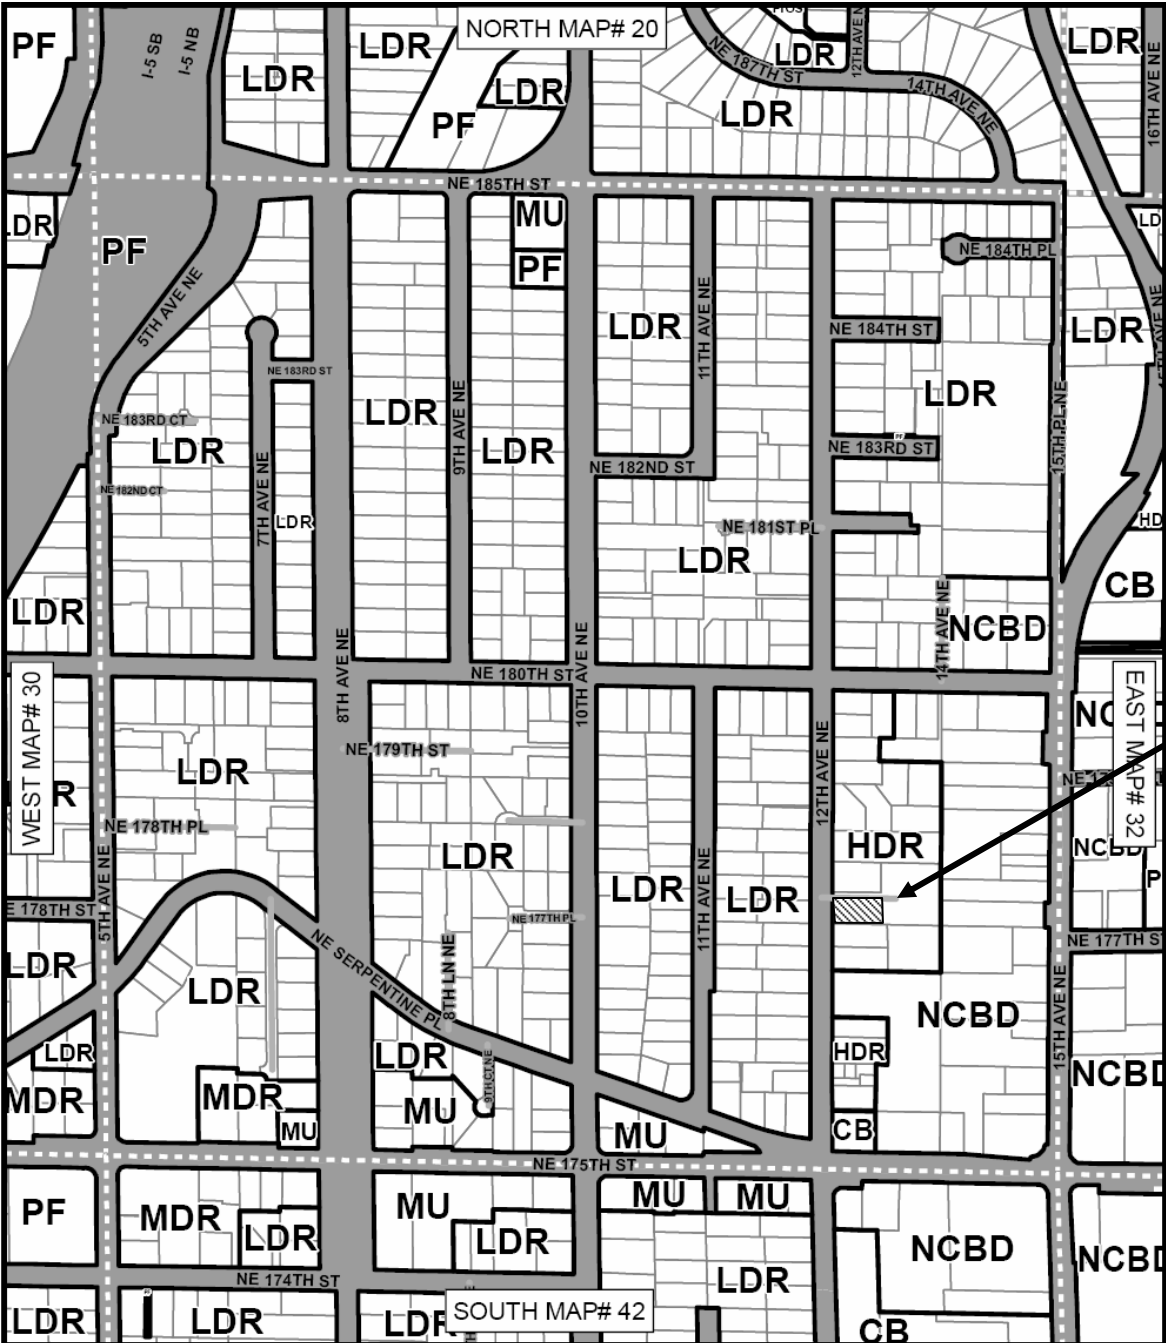 PF
I-5 SB
I-5 NB
LDR
LDR
NORTH MAP# 20
LDR
PF
NE 187TH ST
LDR
12TH AVE N
14TH AVE NE
LDR
LDR
16TH AVE NE
NE 185TH ST
LDR
PF
5TH AVE NE
MU
PF
LDR
11TH AVE NE
NE 184TH PL
LD
NE 184TH ST
LDR
NE 183RD ST
NE 183RD CT
LDR
NE 182ND CT
7TH AVE NE
LDR
LDR
9TH AVE NE
LDR
NE 182ND ST
LDR
NE 183RD ST
15TH PL NE
NE 181ST PL
LDR
HD
CB
LDR
8TH AVE NE
NE 180TH ST
10TH AVE NE
14TH AVE NE
NCBD
WEST MAP# 30
EAST MAP# 32
NC
NE 17
LDR
NE 179TH ST
12TH AVE NE
R
NE 178TH PL
LDR
HDR
NCBD
P
5TH AVE NE
E 178TH ST
NE 177TH PL
LDR
11TH AVE NE
LDR
NE 177TH ST
LDR
NE SERPENTINE PL
8TH LN NE
LDR
NCBD
15TH AVE NE
LDR
MDR
MDR
MU
LDR
MU
9TH CT NE
MU
HDR
CB
NCBD
NE 175TH ST
PF
MDR
LDR
MU
LDR
MU
MU
NCBD
NCBD
NE 174TH ST
LDR
LDR
LDR
SOUTH MAP# 42
LDR
CB